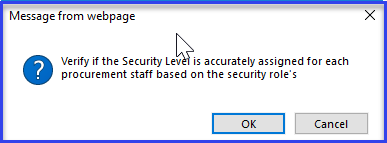 Message from webpage
Verify if the Security Level is accurately assigned for each
procurement staff based on the security role's
OK
Cancel